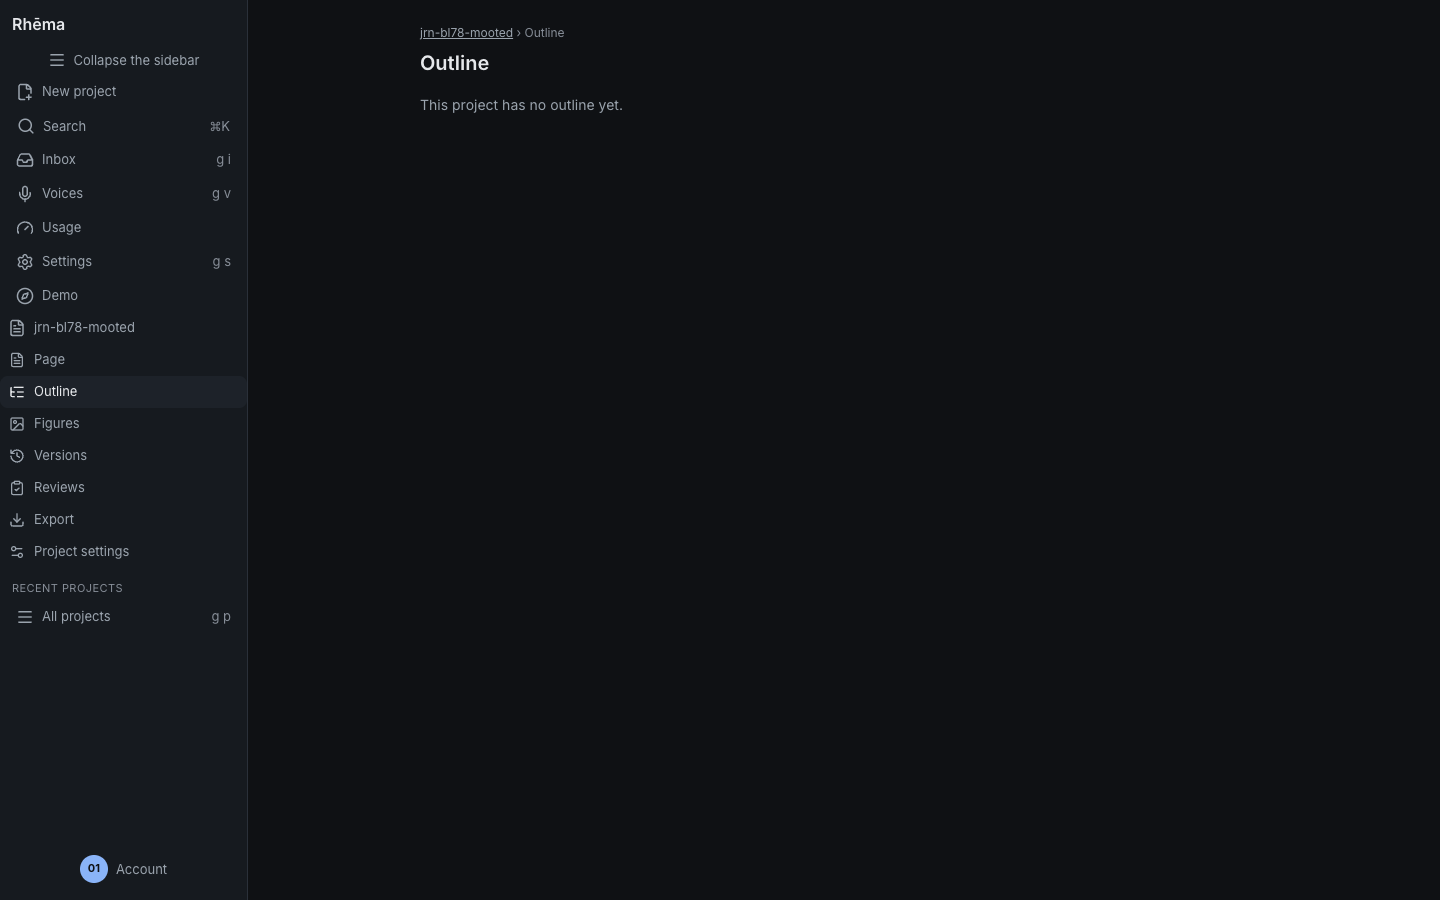 Rhēma
Collapse the sidebar
New project
Search ⌘K
Inbox g i
Voices g v
Usage
Settings g s
Demo
jrn-bl78-mooted
Page
Outline
Figures
Versions
Reviews
Export
Project settings
RECENT PROJECTS
All projects g p
01 Account
jrn-bl78-mooted › Outline
Outline
This project has no outline yet.